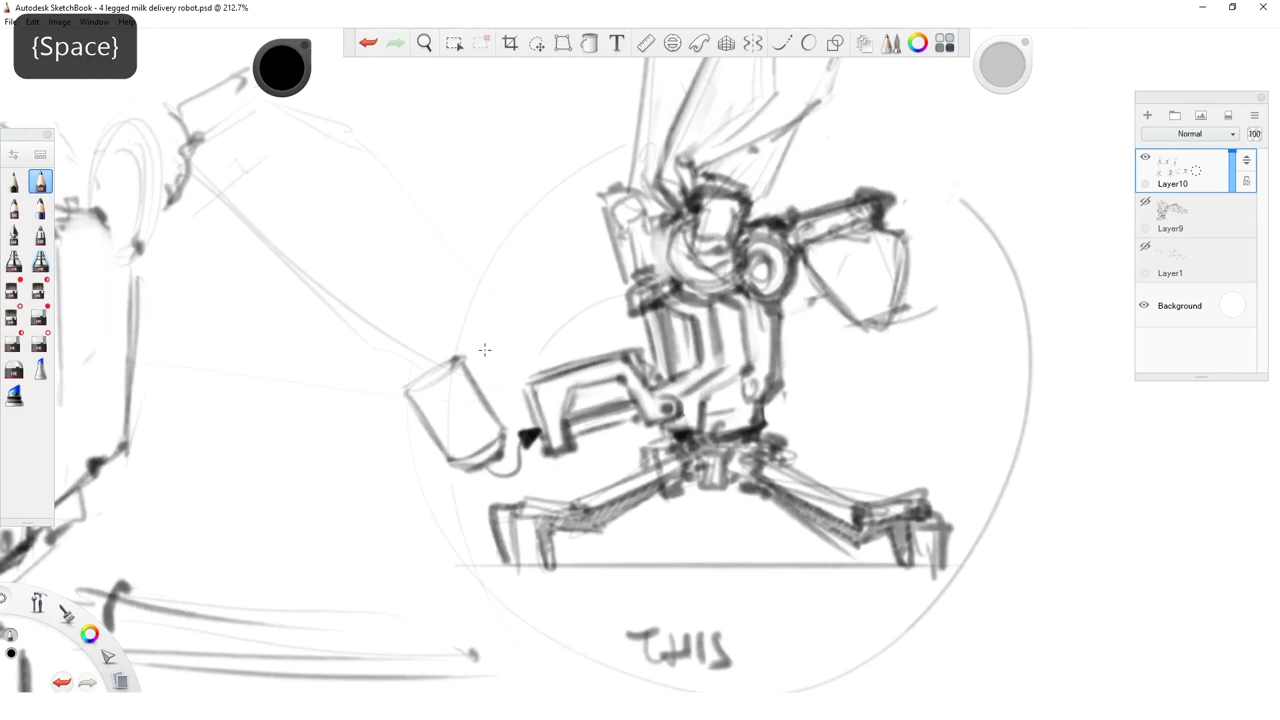 Autodesk SketchBook - 4 legged milk delivery robot.psd @ 212.7%
File Edit Image Window Help
{Space}
T
Normal
100
Layer10
Layer9
Layer1
Background
THIS